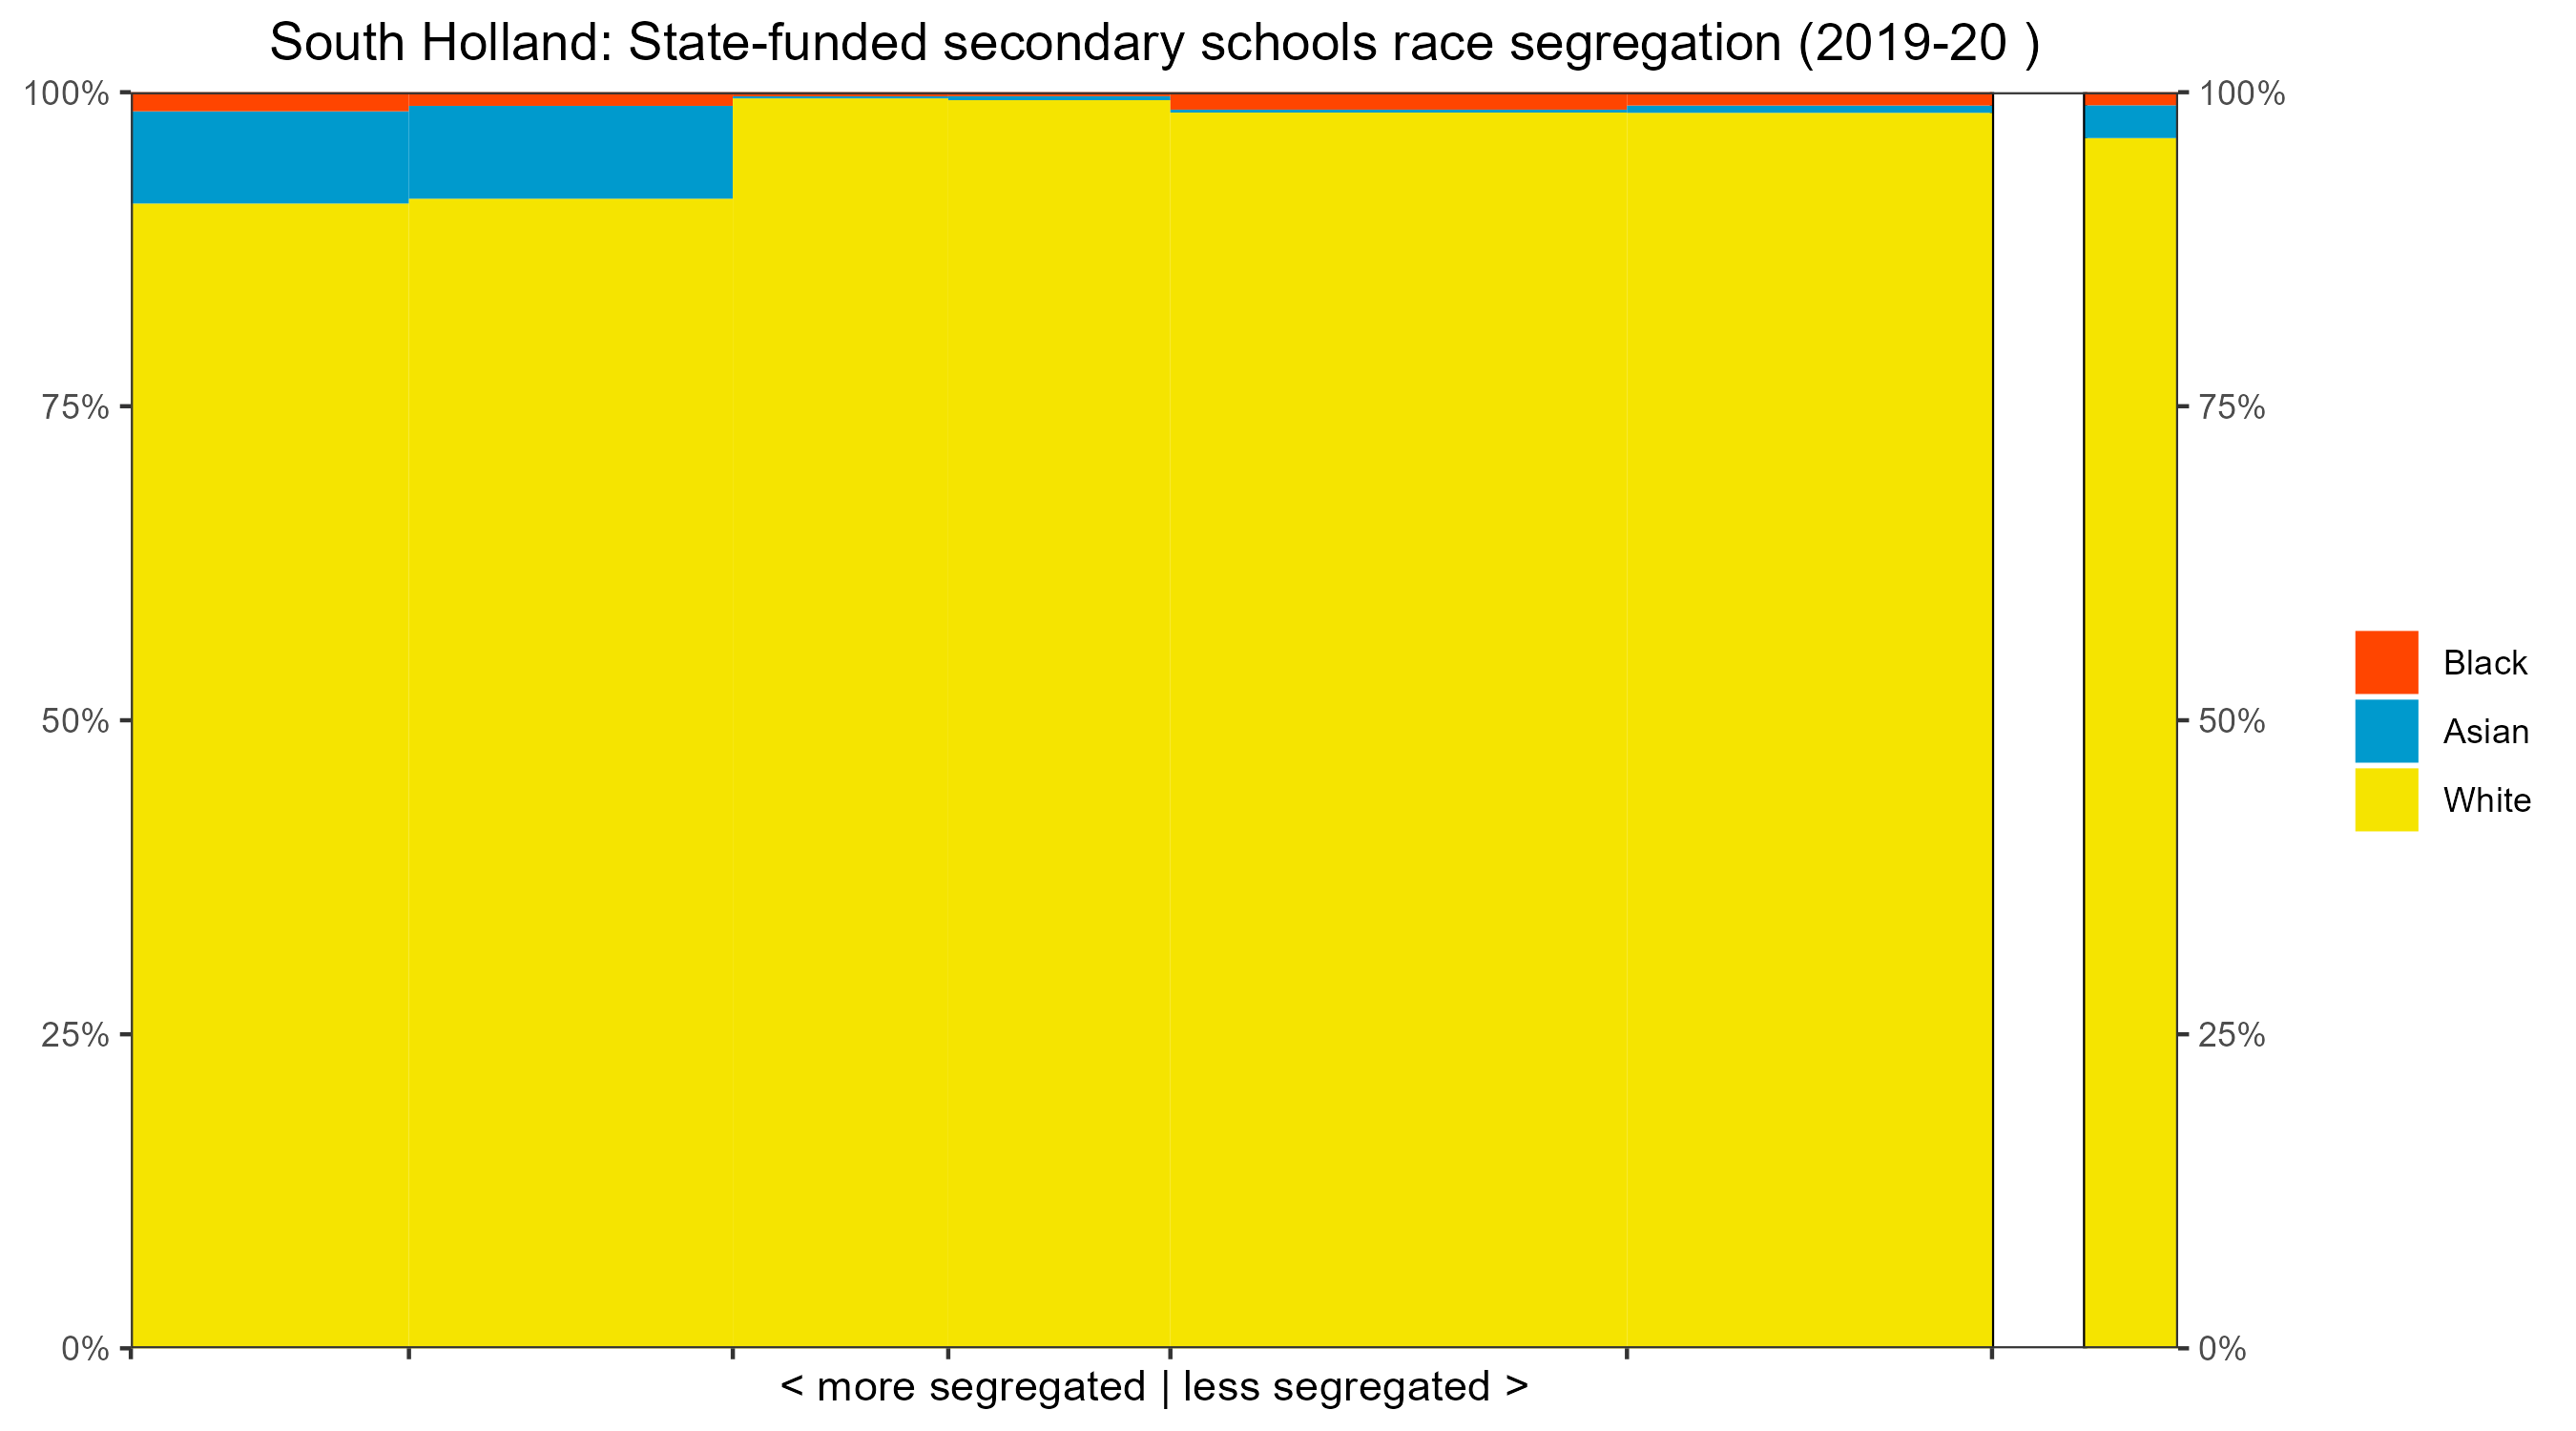 South Holland: State-funded secondary schools race segregation (2019-20 )
100%
75%
50%
25%
0%
100%
75%
50%
25%
0%
Black
Asian
White
< more segregated | less segregated >